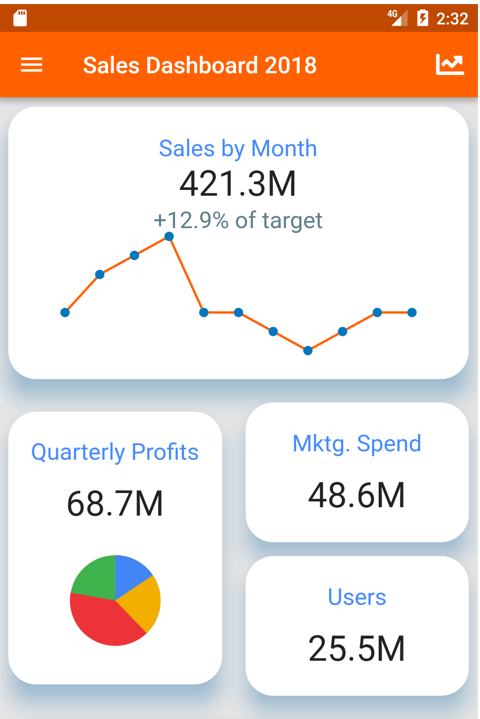 4G 2:32
Sales Dashboard 2018
Sales by Month
421.3M
+12.9% of target
Quarterly Profits
68.7M
Mktg. Spend
48.6M
Users
25.5M